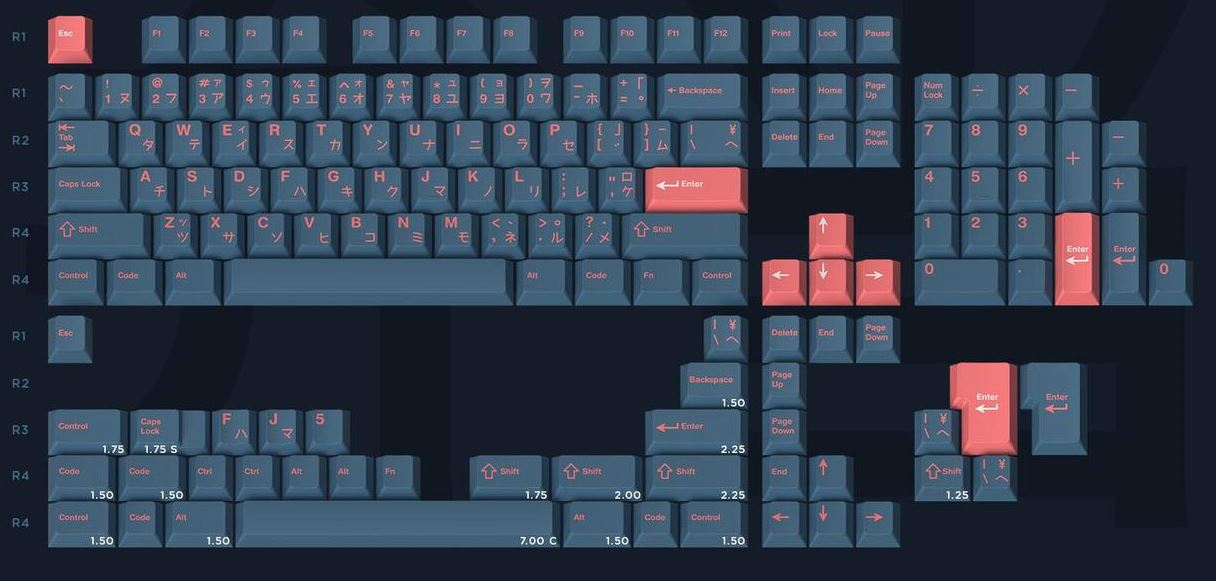 R1 Esc F1 F2 F3 F4 F5 F6 F7 F8 F9 F10 F11 F12 Print Lock Pause
R1 ~ 、 ! 1 ヌ @ 2 フ # ァ 3 ア $ ゥ 4 ウ % ェ 5 エ ^ ォ 6 オ & ャ 7 ヤ * ュ 8 ユ ( ョ 9 ヨ ) ヲ 0 ワ - - ホ + 「 = 。 ← Backspace Insert Home Page Up Num Lock ÷ × −
R2 Tab Q タ W テ E ィ イ R ス T カ Y ン U ナ I ニ O ラ P セ { 」 [ } – ] ム | ¥ \ へ Delete End Page Down 7 8 9 + −
R3 Caps Lock A チ S ト D シ F ハ G キ H ク J マ K ノ L リ : ; レ " ロ , ケ ← Enter 4 5 6 +
R4 ⇧ Shift Z ッ ツ X サ C ソ V ヒ B コ N ミ M モ < 、 , ネ > 。 . ル ? ・ / メ ⇧ Shift ↑ 1 2 3 Enter ↵ Enter ↵
R4 Control Code Alt Alt Code Fn Control ← ↓ → 0 . 0
R1 Esc | ¥ \ へ Delete End Page Down
R2 Backspace 1.50 Page Up Enter ↵ Enter ↵
R3 Control 1.75 Caps Lock 1.75 S F ハ J マ 5 ← Enter 2.25 Page Down | ¥ \ へ
R4 Code 1.50 Code 1.50 Ctrl Ctrl Alt Alt Fn ⇧ Shift 1.75 ⇧ Shift 2.00 ⇧ Shift 2.25 End ↑ ⇧ Shift 1.25 | ¥ \ へ
R4 Control 1.50 Code Alt 1.50 7.00 C Alt 1.50 Code Control 1.50 ← ↓ →